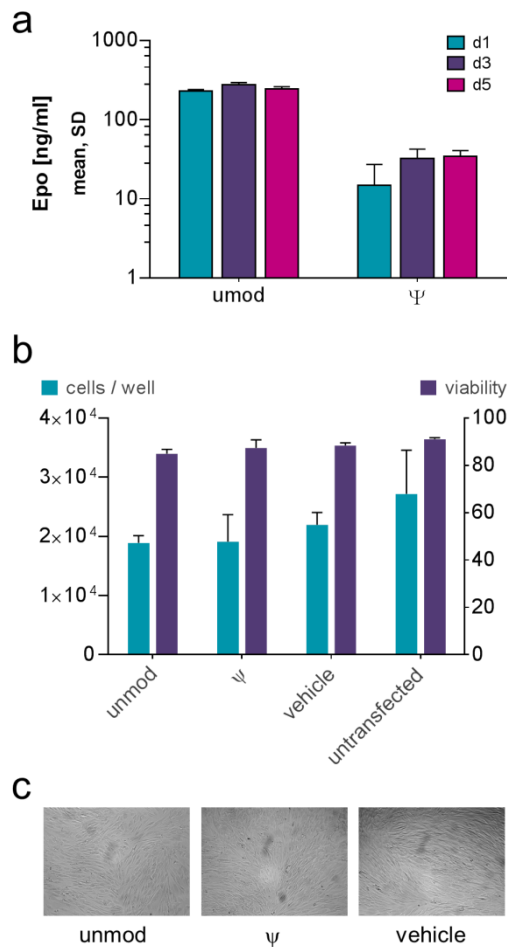 a
Epo [ng/ml]
mean, SD
1000
100
10
1
d1
d3
d5
umod
Ψ
b
cells / well
viability
4×10⁴
3×10⁴
2×10⁴
1×10⁴
0
100
80
60
40
20
0
unmod
ψ
vehicle
untransfected
c
unmod
ψ
vehicle